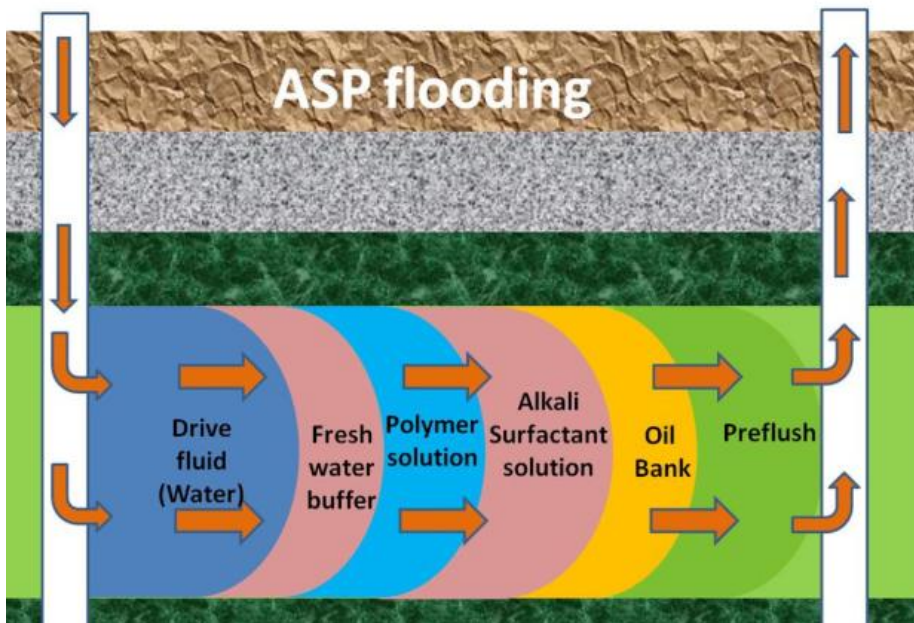 ASP flooding
Drive
fluid
(Water)
Fresh
water
buffer
Polymer
solution
Alkali
Surfactant
solution
Oil
Bank
Preflush